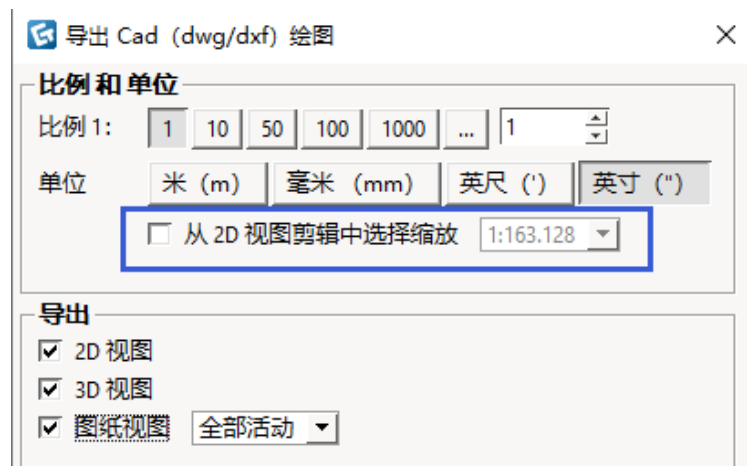 导出 Cad（dwg/dxf）绘图
比例和单位
比例 1: 1 10 50 100 1000 ... 1
单位 米（m） 毫米 （mm） 英尺（'） 英寸（"）
从 2D 视图剪辑中选择缩放 1:163.128
导出
2D 视图
3D 视图
图纸视图 全部活动